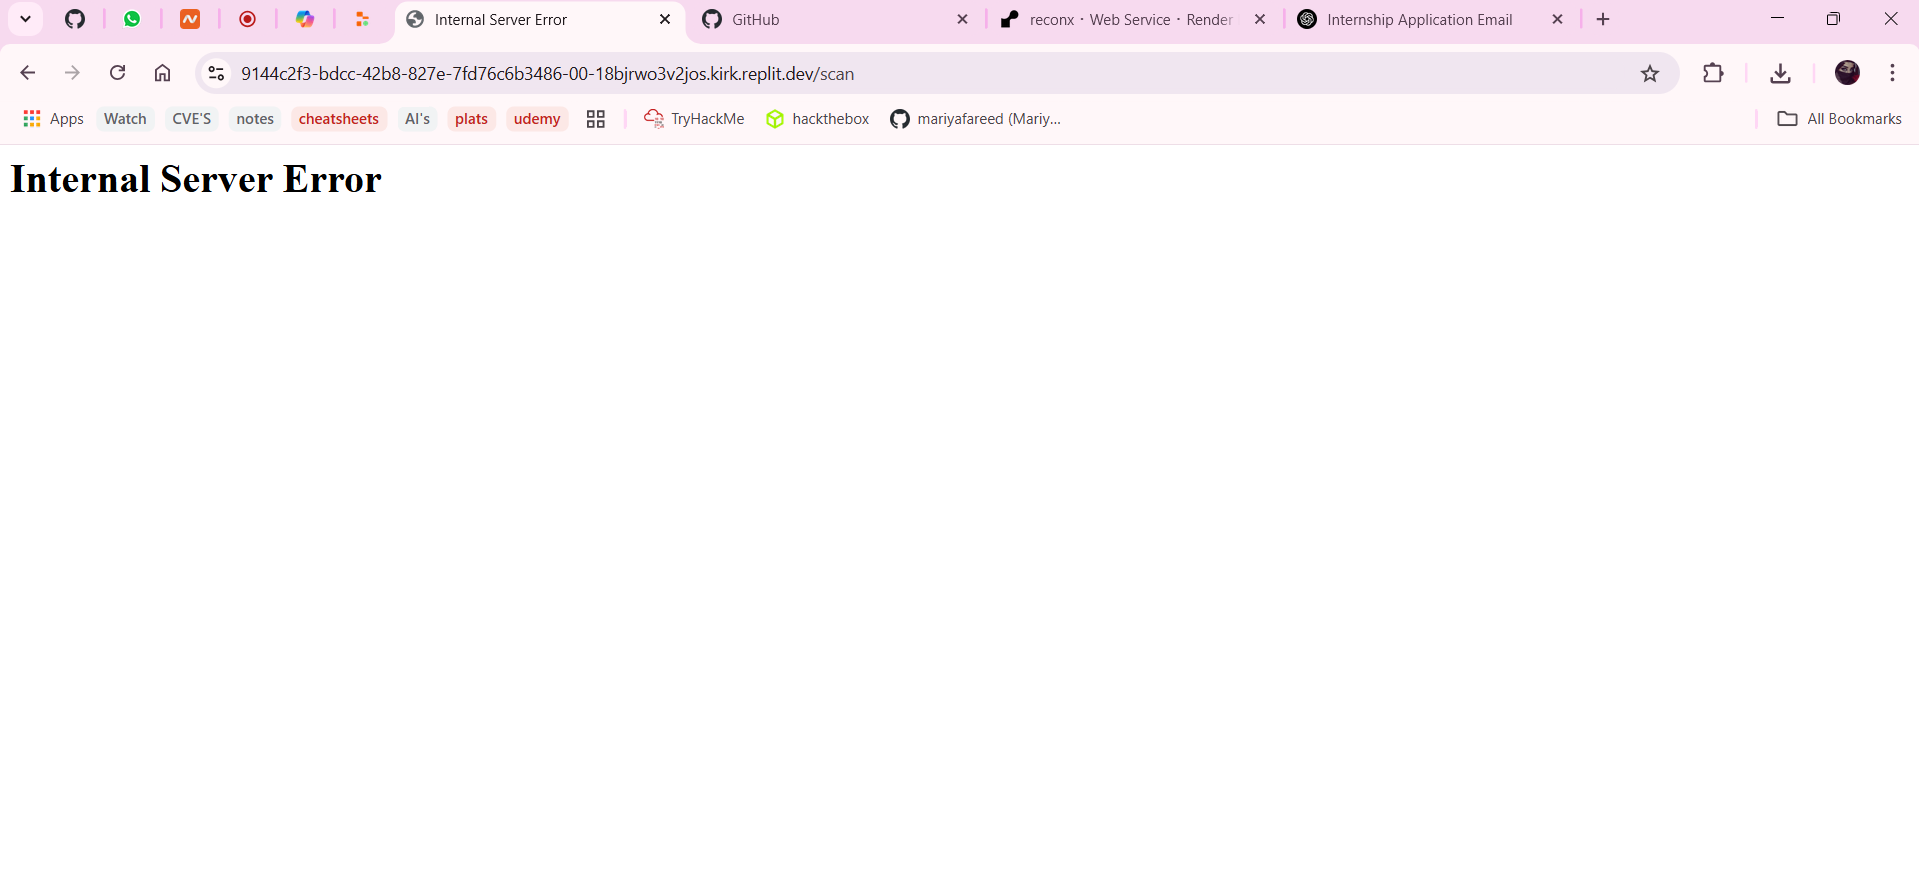 Internal Server Error
GitHub
reconx · Web Service · Render
Internship Application Email
9144c2f3-bdcc-42b8-827e-7fd76c6b3486-00-18bjrwo3v2jos.kirk.replit.dev/scan
Apps
Watch
CVE'S
notes
cheatsheets
AI's
plats
udemy
TryHackMe
hackthebox
mariyafareed (Mariy...
All Bookmarks
Internal Server Error